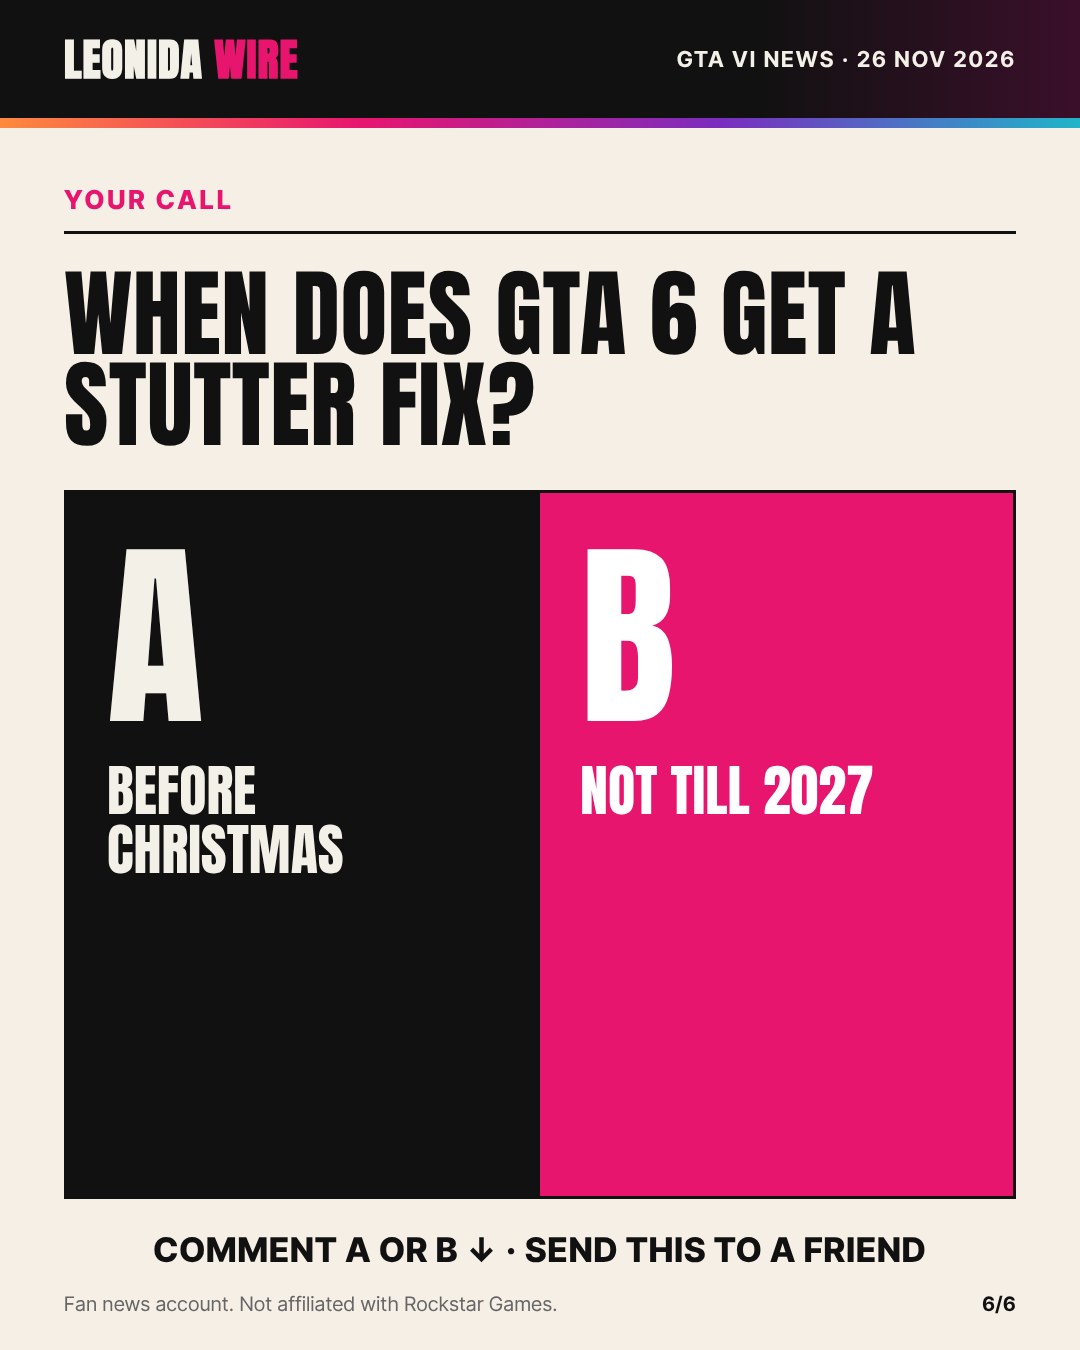 LEONIDA WIRE
GTA VI NEWS · 26 NOV 2026
YOUR CALL
WHEN DOES GTA 6 GET A
STUTTER FIX?
A
BEFORE
CHRISTMAS
B
NOT TILL 2027
COMMENT A OR B ↓ · SEND THIS TO A FRIEND
Fan news account. Not affiliated with Rockstar Games.
6/6